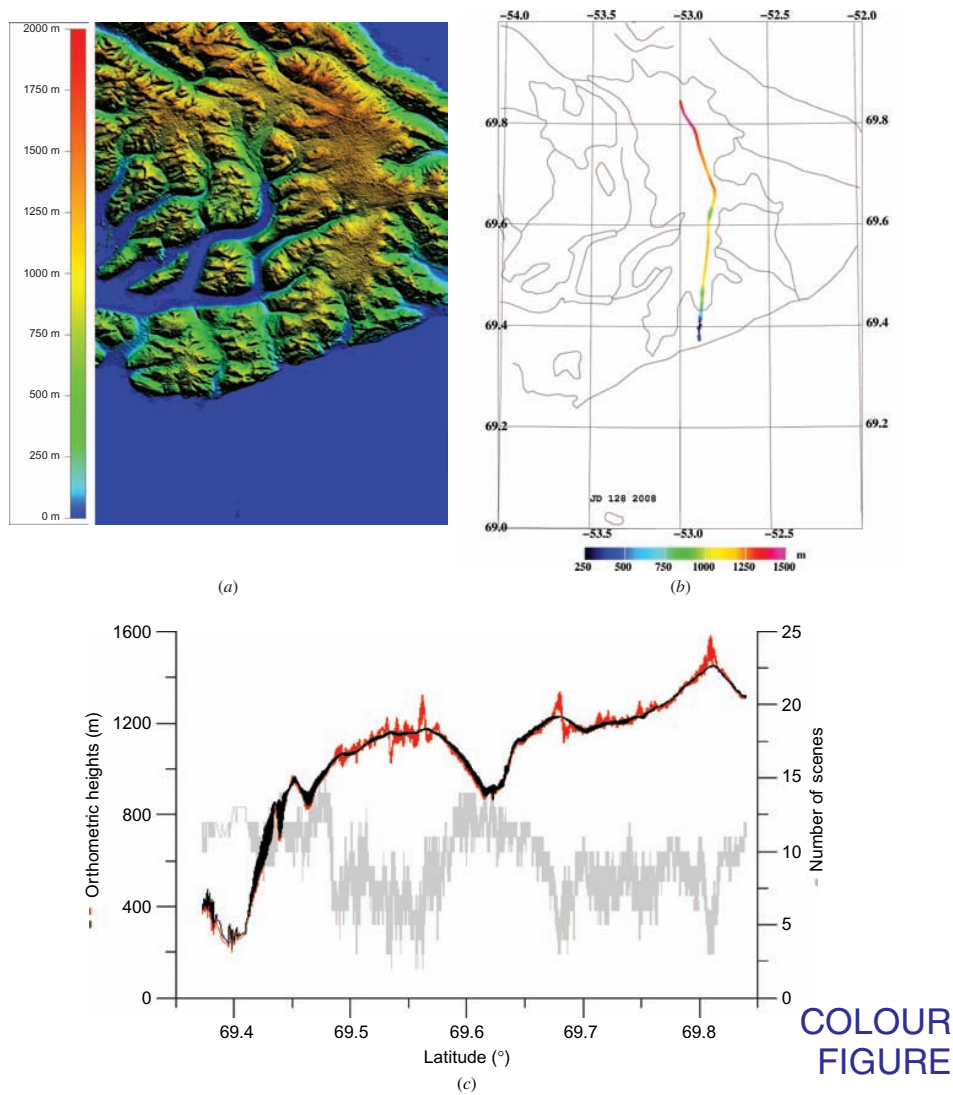 2000 m
1750 m
1500 m
1250 m
1000 m
750 m
500 m
250 m
0 m
(a)
−54.0 −53.5 −53.0 −52.0
69.8 69.8
69.6 69.6
69.4 69.4
69.2 69.2
JD 128 2008
69.0
−53.5 −53.0 −52.5
250 500 750 1000 1250 1500 m
(b)
Orthometric heights (m)
1600
1200
800
400
0
25
20
15
10
5
0
Number of scenes
69.4 69.5 69.6 69.7 69.8
Latitude (°)
(c)
COLOUR
FIGURE